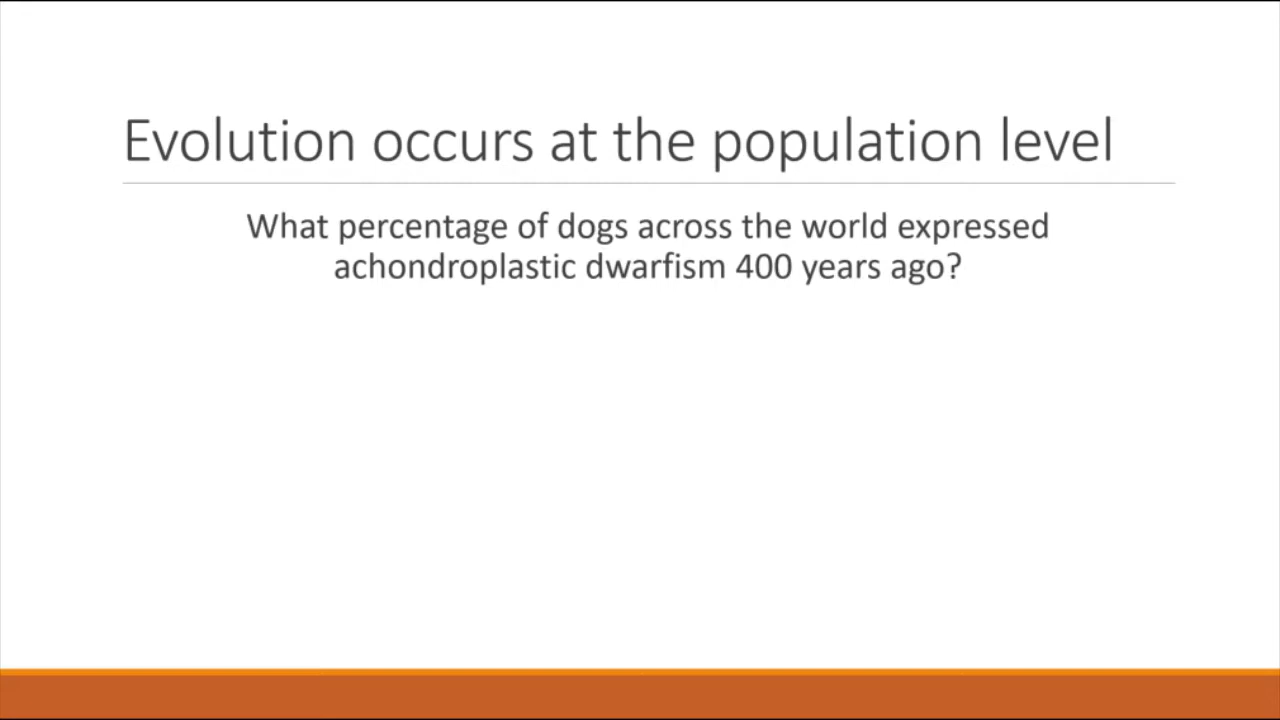 Evolution occurs at the population level
What percentage of dogs across the world expressed
achondroplastic dwarfism 400 years ago?